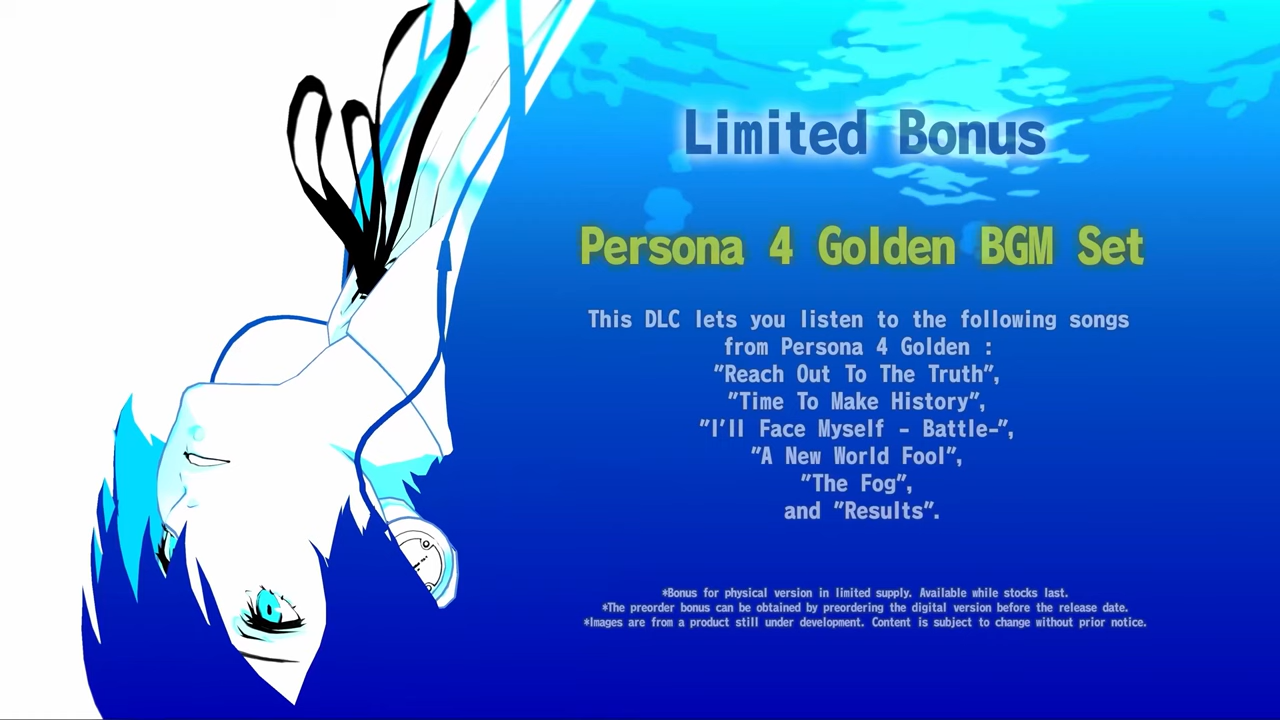 Limited Bonus
Persona 4 Golden BGM Set
This DLC lets you listen to the following songs
from Persona 4 Golden :
"Reach Out To The Truth",
"Time To Make History",
"I'll Face Myself - Battle-",
"A New World Fool",
"The Fog",
and "Results".
*Bonus for physical version in limited supply. Available while stocks last.
*The preorder bonus can be obtained by preordering the digital version before the release date.
*Images are from a product still under development. Content is subject to change without prior notice.